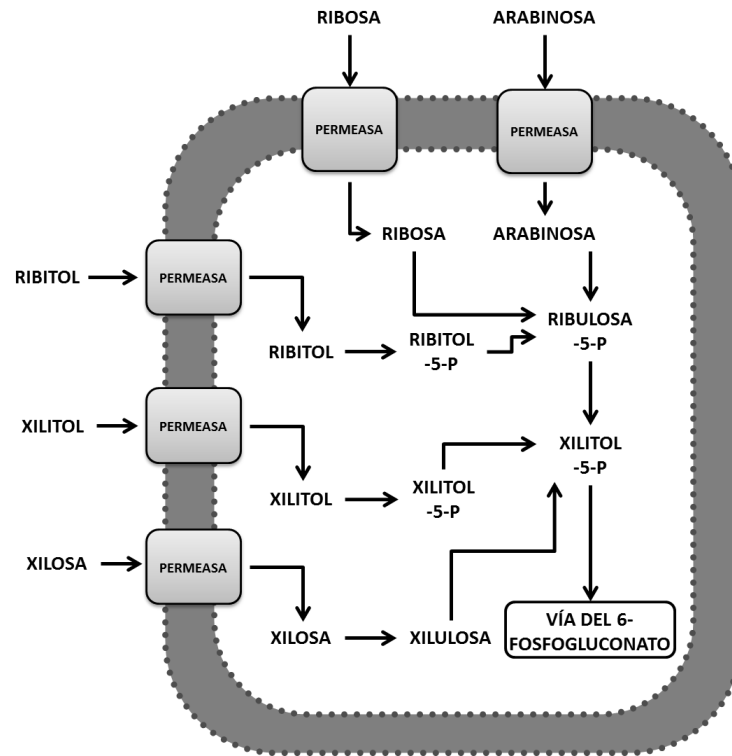 RIBOSA
ARABINOSA
PERMEASA
PERMEASA
RIBOSA
ARABINOSA
RIBITOL
PERMEASA
RIBITOL
RIBITOL
-5-P
RIBULOSA
-5-P
XILITOL
PERMEASA
XILITOL
XILITOL
-5-P
XILITOL
-5-P
XILOSA
PERMEASA
XILOSA
XILULOSA
VÍA DEL 6-
FOSFOGLUCONATO